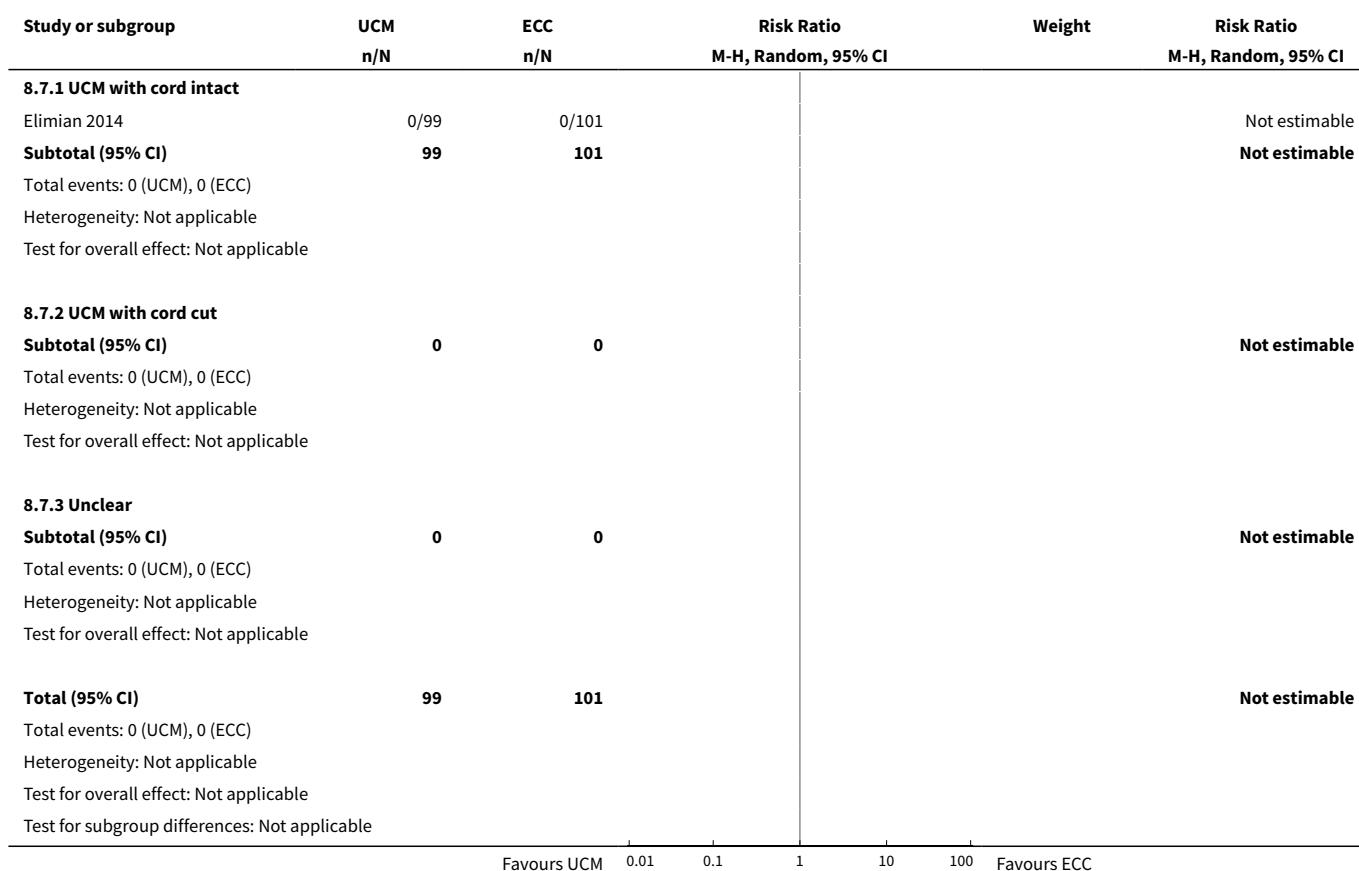 Study or subgroup UCM ECC Risk Ratio Weight Risk Ratio
n/N n/N M-H, Random, 95% CI M-H, Random, 95% CI
8.7.1 UCM with cord intact
Elimian 2014 0/99 0/101 Not estimable
Subtotal (95% CI) 99 101 Not estimable
Total events: 0 (UCM), 0 (ECC)
Heterogeneity: Not applicable
Test for overall effect: Not applicable
8.7.2 UCM with cord cut
Subtotal (95% CI) 0 0 Not estimable
Total events: 0 (UCM), 0 (ECC)
Heterogeneity: Not applicable
Test for overall effect: Not applicable
8.7.3 Unclear
Subtotal (95% CI) 0 0 Not estimable
Total events: 0 (UCM), 0 (ECC)
Heterogeneity: Not applicable
Test for overall effect: Not applicable
Total (95% CI) 99 101 Not estimable
Total events: 0 (UCM), 0 (ECC)
Heterogeneity: Not applicable
Test for overall effect: Not applicable
Test for subgroup differences: Not applicable
Favours UCM 0.01 0.1 1 10 100 Favours ECC